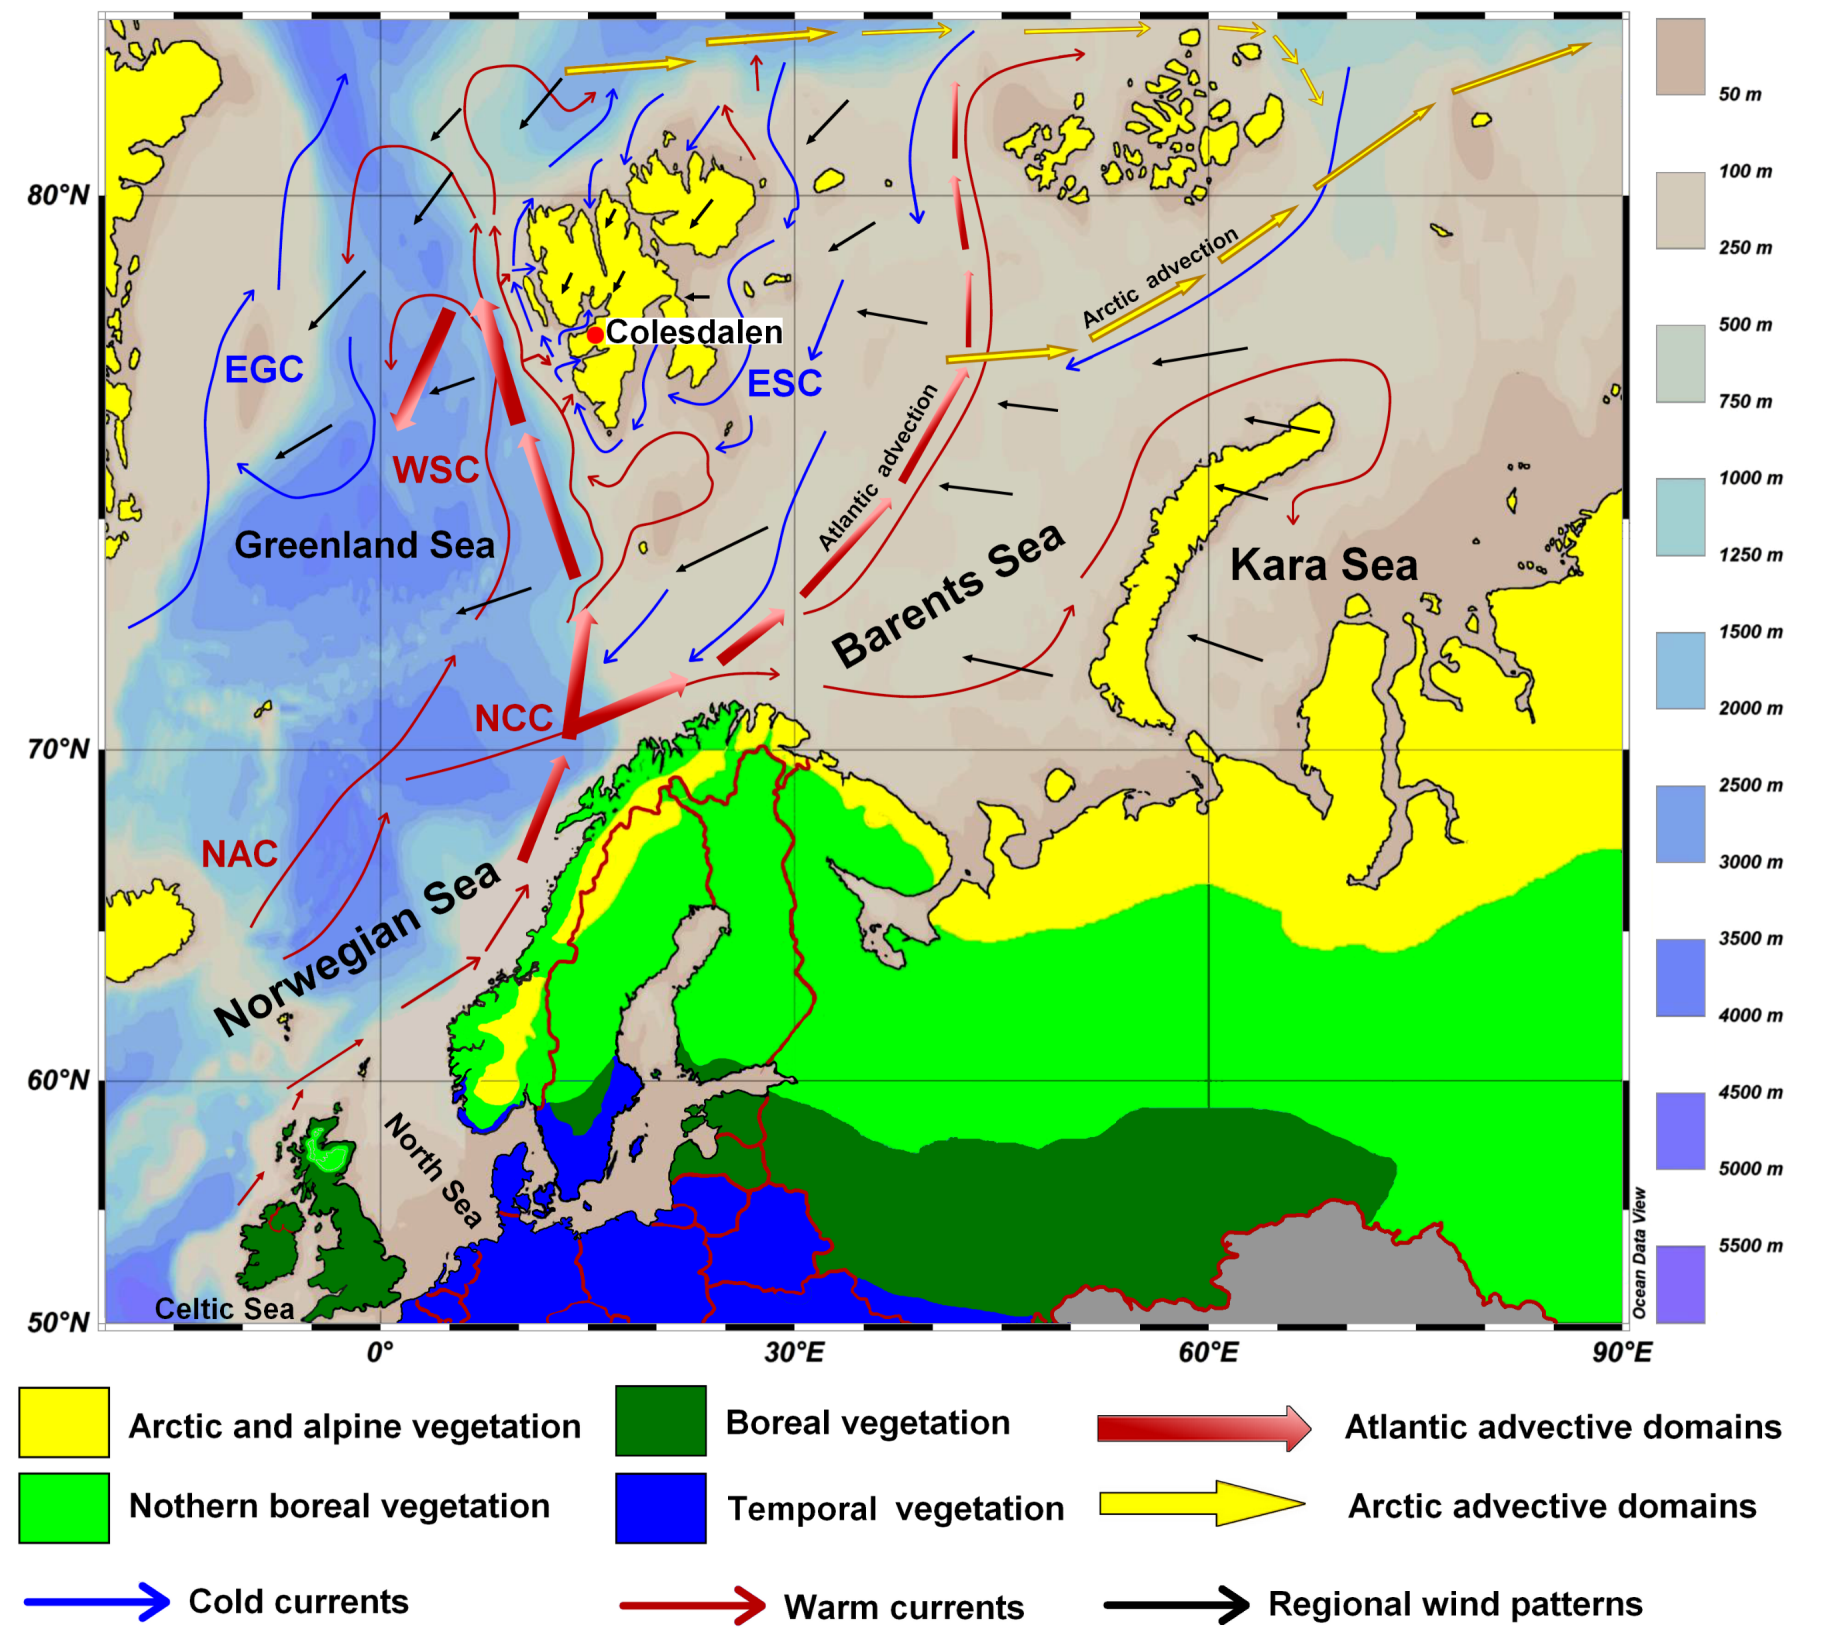 50 m
100 m
80°N
250 m
Arctic advection
500 m
Colesdalen
EGC
ESC
750 m
Atlantic advection
WSC
1000 m
Greenland Sea
1250 m
Barents Sea
Kara Sea
1500 m
2000 m
NCC
70°N
2500 m
NAC
3000 m
Norwegian Sea
3500 m
4000 m
60°N
4500 m
North Sea
5000 m
Ocean Data View
5500 m
Celtic Sea
50°N
0°
30°E
60°E
90°E
Arctic and alpine vegetation
Boreal vegetation
Atlantic advective domains
Nothern boreal vegetation
Temporal vegetation
Arctic advective domains
Cold currents
Warm currents
Regional wind patterns